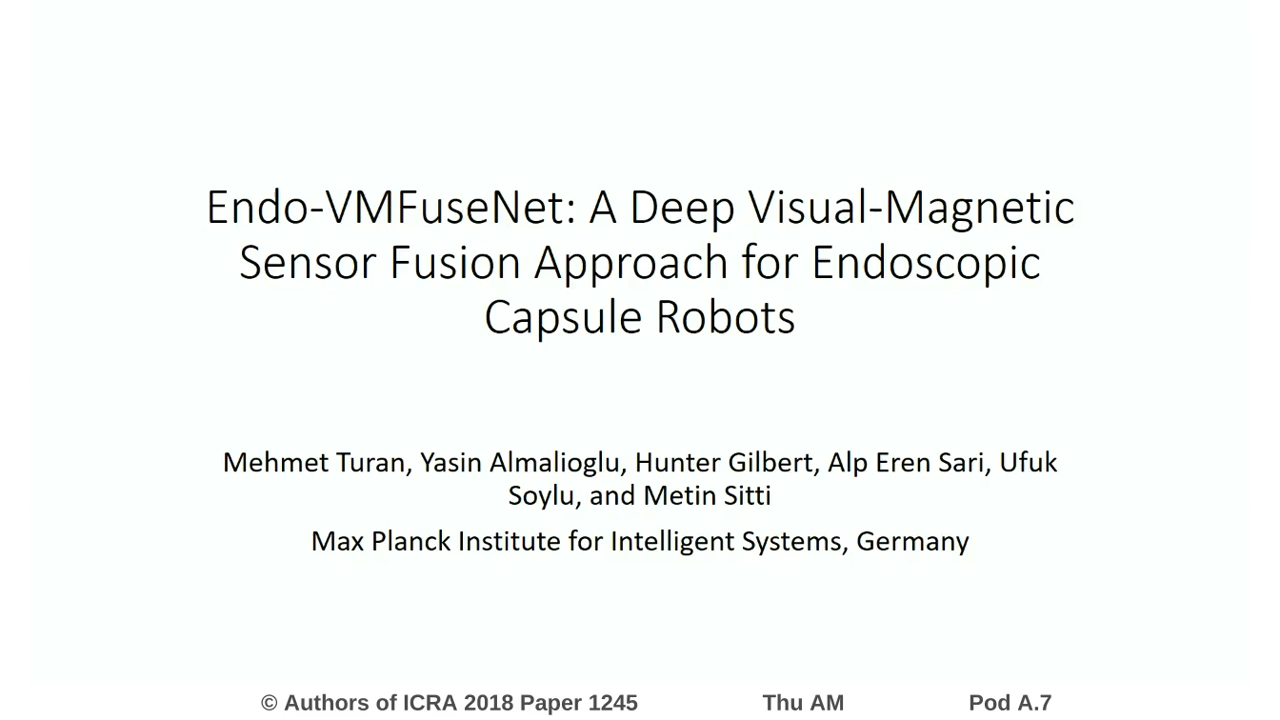 Endo-VMFuseNet: A Deep Visual-Magnetic
Sensor Fusion Approach for Endoscopic
Capsule Robots
Mehmet Turan, Yasin Almalioglu, Hunter Gilbert, Alp Eren Sari, Ufuk
Soylu, and Metin Sitti
Max Planck Institute for Intelligent Systems, Germany
© Authors of ICRA 2018 Paper 1245 Thu AM Pod A.7